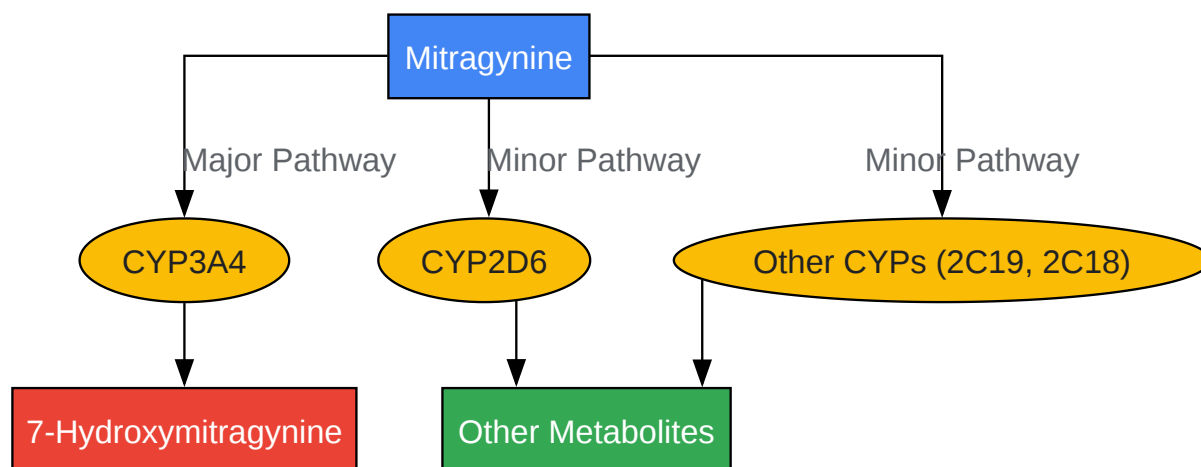 Mitragynine
Major Pathway
Minor Pathway
Minor Pathway
CYP3A4
CYP2D6
Other CYPs (2C19, 2C18)
7-Hydroxymitragynine
Other Metabolites